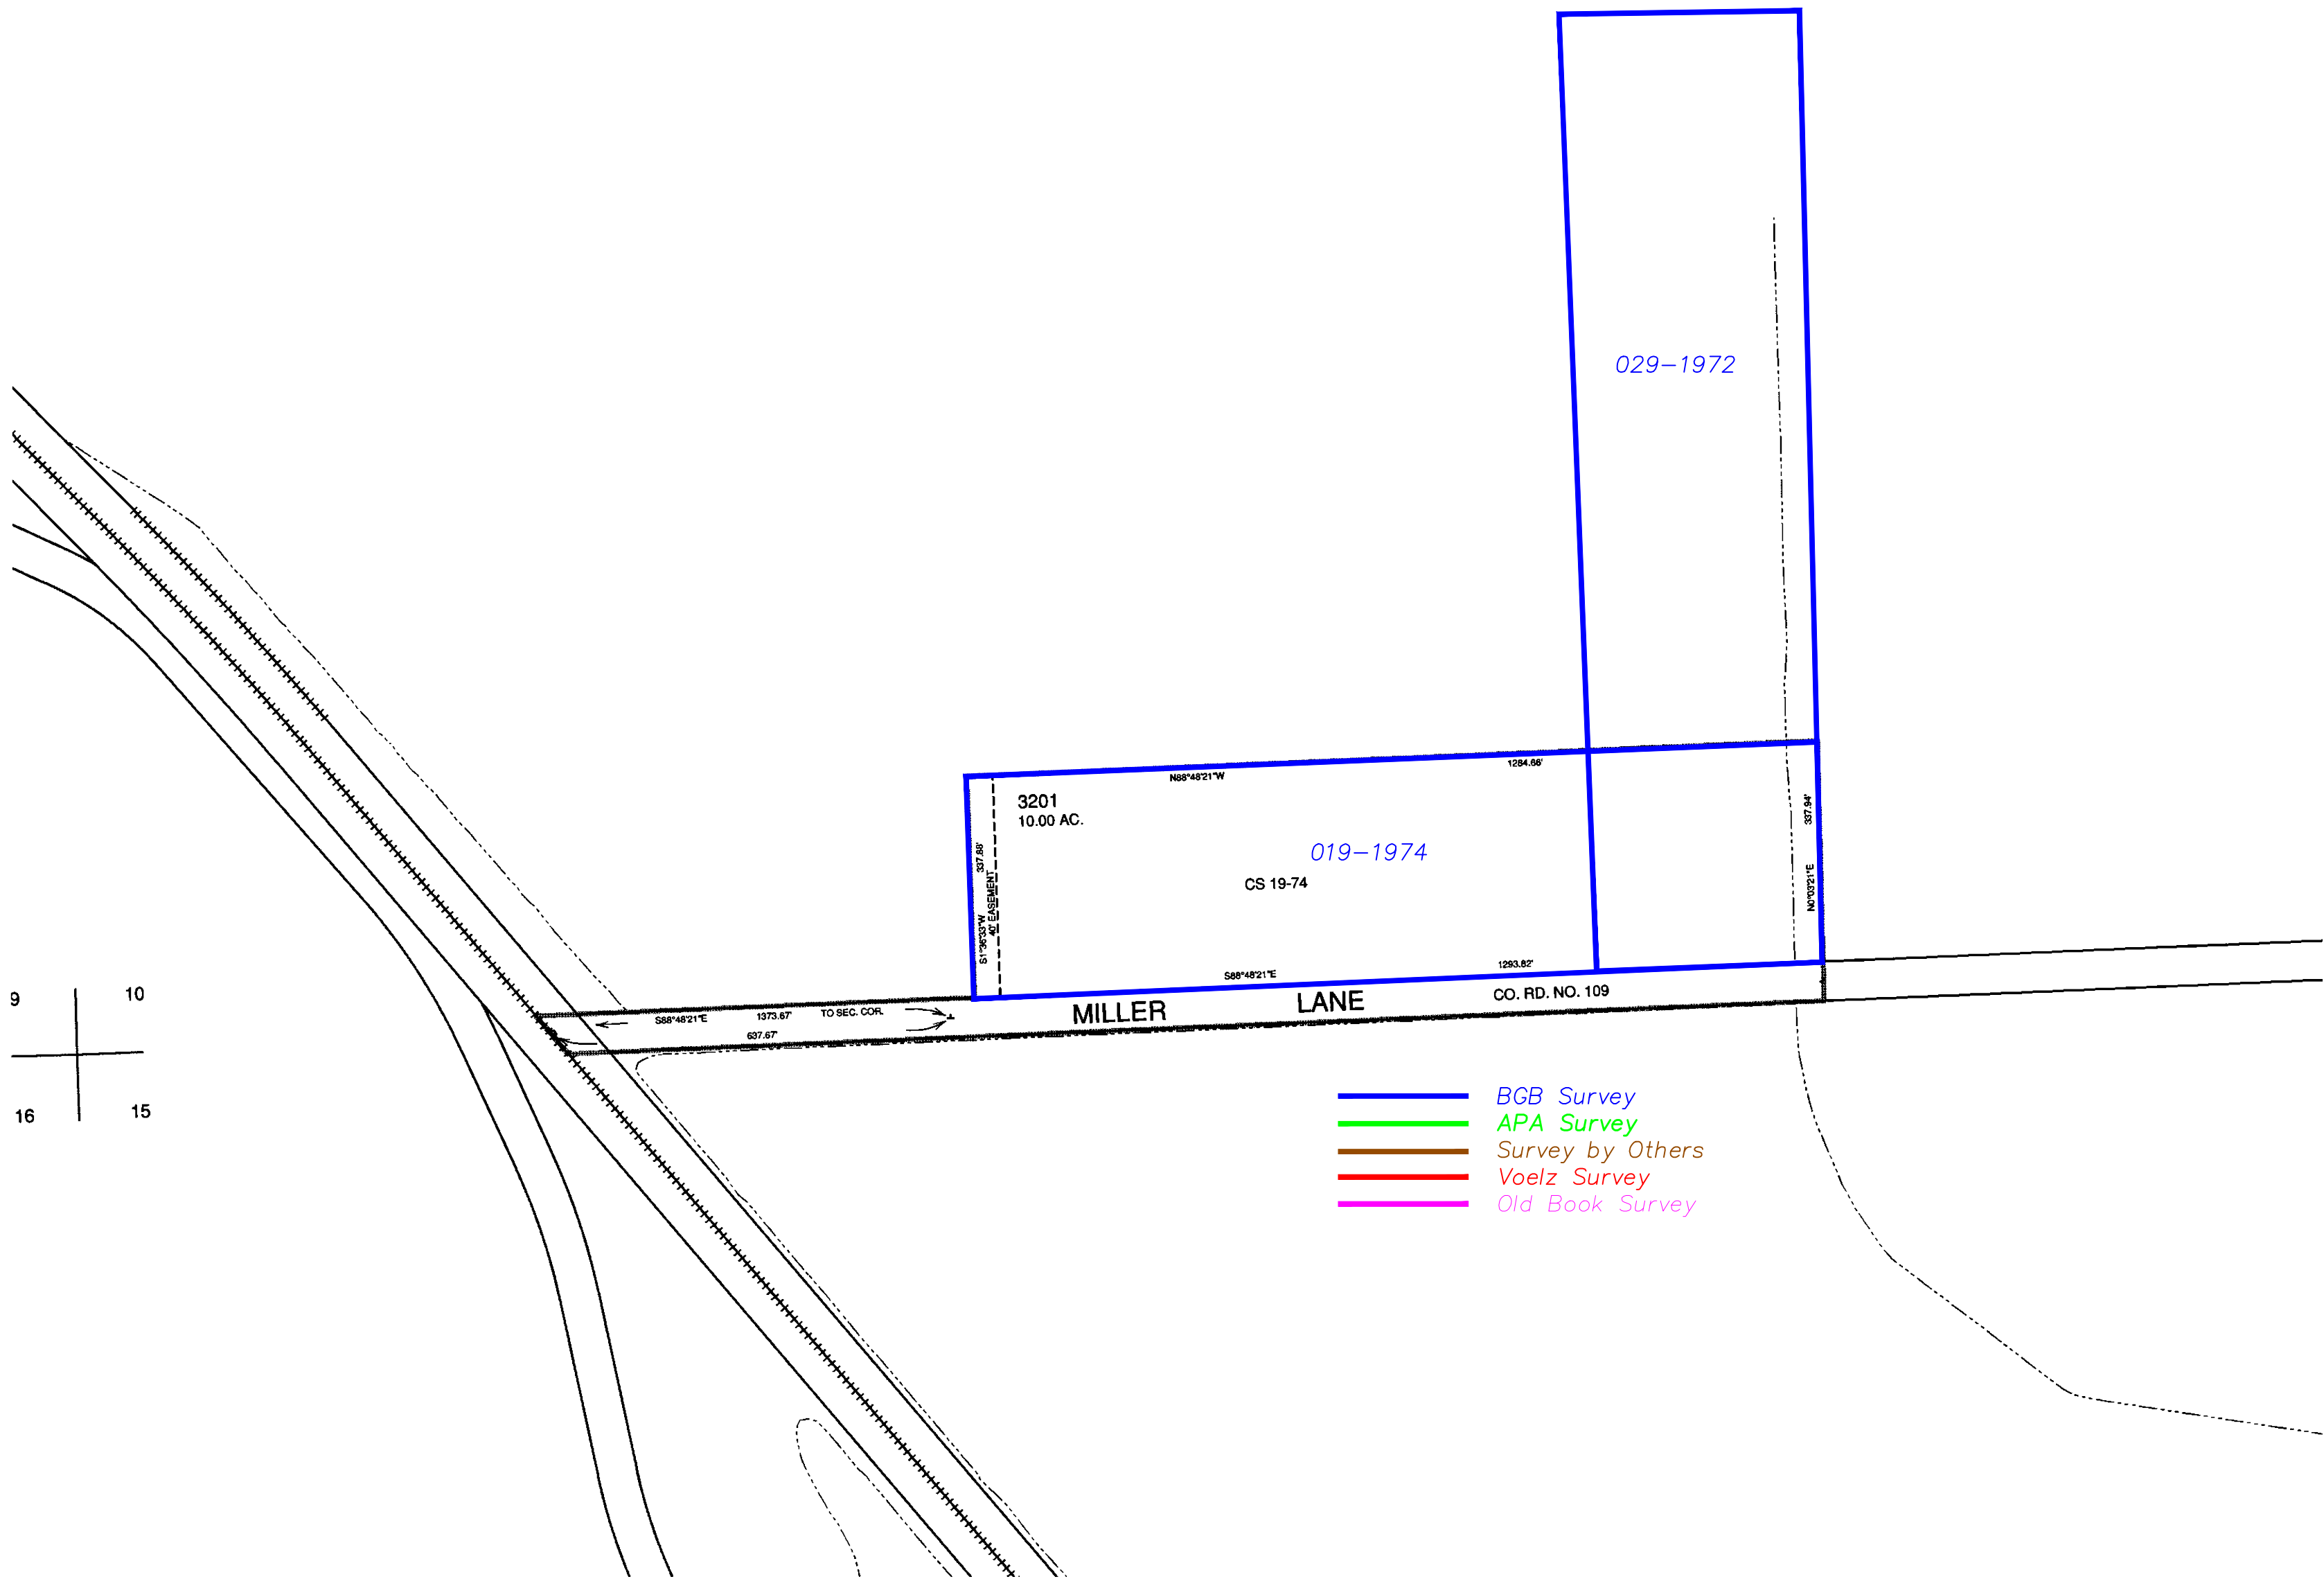 029-1972
1284.66'
N88°48'21"W
3201
10.00 AC.
337.94'
019-1974
337.88'
CS 19-74
N0°03'21"E
40' EASEMENT
S1°36'33"W
1293.82'
S88°48'21"E
9
10
CO. RD. NO. 109
MILLER LANE
S88°48'21"E 1373.67' TO SEC. COR.
637.67'
16
15
BGB Survey
APA Survey
Survey by Others
Voelz Survey
Old Book Survey